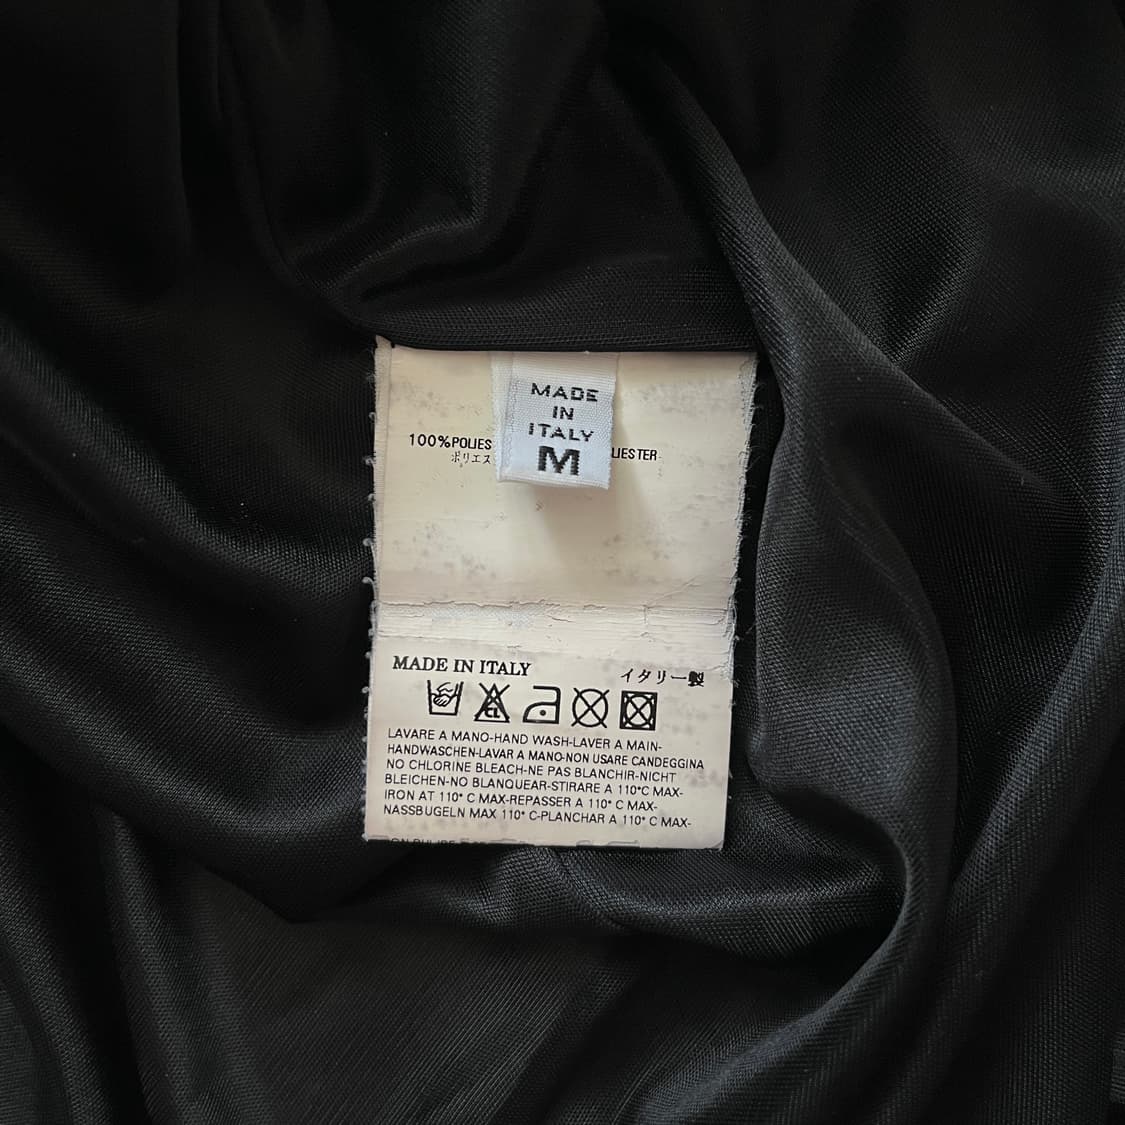 MADE
IN
ITALY
M
100%POLIES
LIESTER
ポリエス
MADE IN ITALY
イタリー製
CL
LAVARE A MANO-HAND WASH-LAVER A MAIN-
HANDWASCHEN-LAVAR A MANO-NON USARE CANDEGGINA
NO CHLORINE BLEACH-NE PAS BLANCHIR-NICHT
BLEICHEN-NO BLANQUEAR-STIRARE A 110° C MAX-
IRON AT 110° C MAX-REPASSER A 110° C MAX-
NASSBUGELN MAX 110° C-PLANCHAR A 110° C MAX-